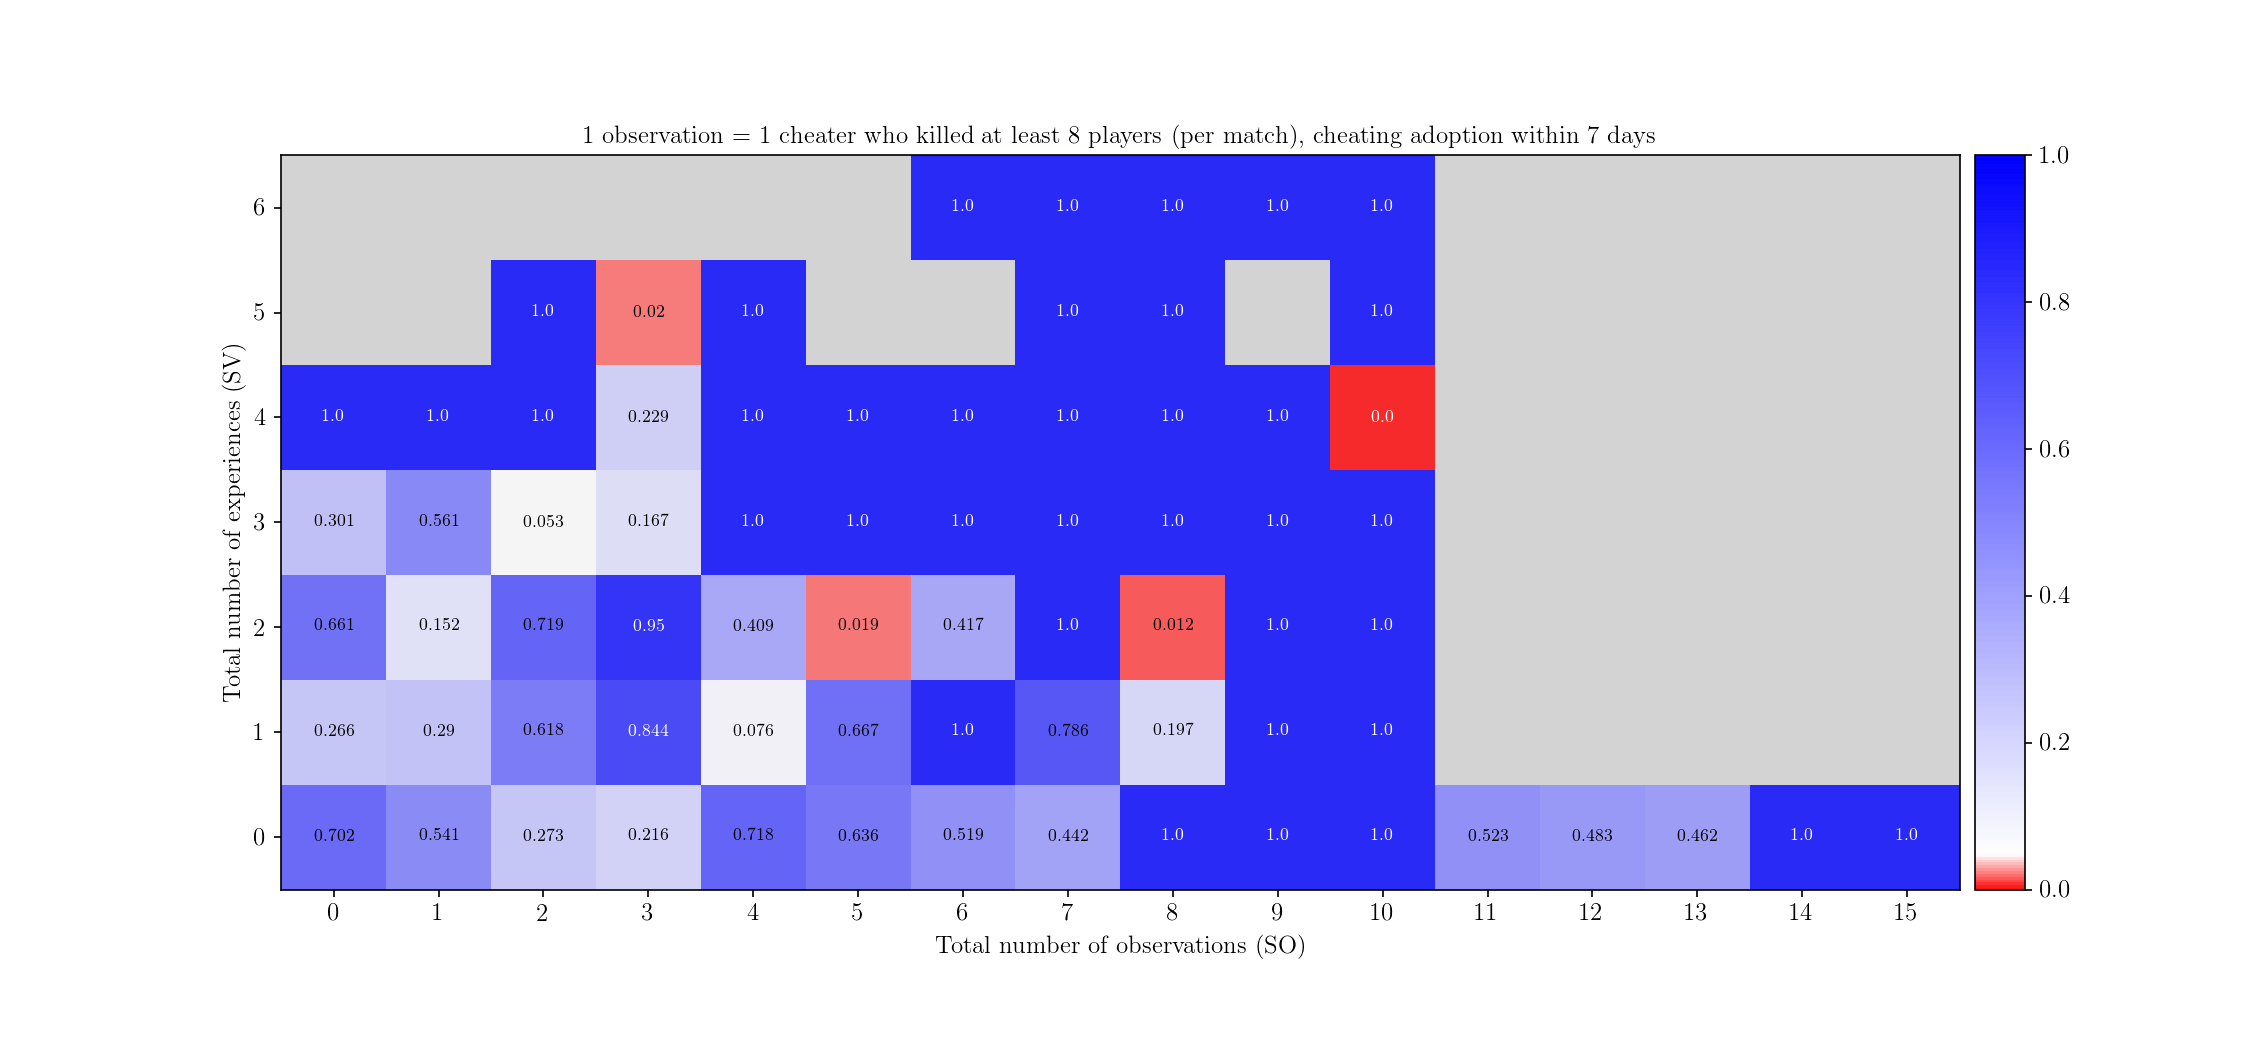 1 observation = 1 cheater who killed at least 8 players (per match), cheating adoption within 7 days
6 1.0 1.0 1.0 1.0 1.0
5 1.0 0.02 1.0 1.0 1.0 1.0
4 1.0 1.0 1.0 0.229 1.0 1.0 1.0 1.0 1.0 1.0 0.0
3 0.301 0.561 0.053 0.167 1.0 1.0 1.0 1.0 1.0 1.0 1.0
2 0.661 0.152 0.719 0.95 0.409 0.019 0.417 1.0 0.012 1.0 1.0
1 0.266 0.29 0.618 0.844 0.076 0.667 1.0 0.786 0.197 1.0 1.0
0 0.702 0.541 0.273 0.216 0.718 0.636 0.519 0.442 1.0 1.0 1.0 0.523 0.483 0.462 1.0 1.0
0 1 2 3 4 5 6 7 8 9 10 11 12 13 14 15
Total number of observations (SO)
Total number of experiences (SV)
1.0
0.8
0.6
0.4
0.2
0.0